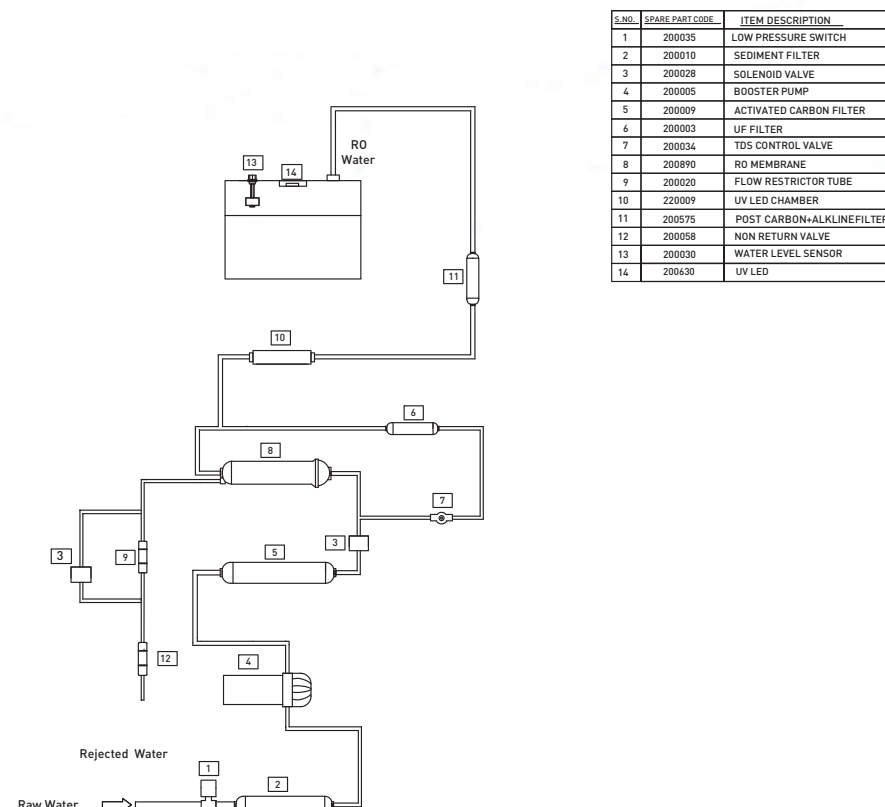 S.NO. SPARE PART CODE ITEM DESCRIPTION
1 200035 LOW PRESSURE SWITCH
2 200010 SEDIMENT FILTER
3 200028 SOLENOID VALVE
4 200005 BOOSTER PUMP
5 200009 ACTIVATED CARBON FILTER
6 200003 UF FILTER
7 200034 TDS CONTROL VALVE
8 200890 RO MEMBRANE
9 200020 FLOW RESTRICTOR TUBE
10 220009 UV LED CHAMBER
11 200575 POST CARBON+ALKLINEFILTER
12 200058 NON RETURN VALVE
13 200030 WATER LEVEL SENSOR
14 200630 UV LED
RO
Water
13
14
11
10
6
8
7
3
3
9
5
12
4
Rejected Water
1
2
Raw Water